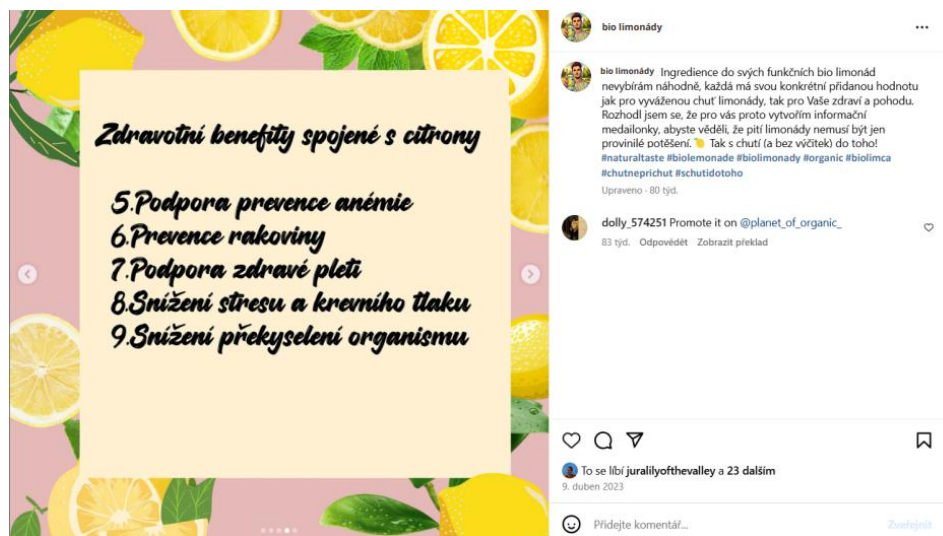 Zdravotní benefity spojené s citrony
5.Podpora prevence anémie
6.Prevence rakoviny
7.Podpora zdravé pleti
8.Snížení stresu a krevního tlaku
9.Snížení překyselení organismu
bio limonády
bio limonády Ingredience do svých funkčních bio limonád
nevybírám náhodně, každá má svou konkrétní přidanou hodnotu
jak pro vyváženou chuť limonády, tak pro Vaše zdraví a pohodu.
Rozhodl jsem se, že pro vás proto vytvořím informační
medailonky, abyste věděli, že pití limonády nemusí být jen
provinilé potěšení. 🍋 Tak s chutí (a bez výčitek) do toho!
#naturaltaste #biolemonade #biolimonady #organic #biolimca
#chutneprichut #schutidotoho
Upraveno · 80 týd.
dolly_574251 Promote it on @planet_of_organic_
83 týd. Odpovědět Zobrazit překlad
To se líbí juralilyofthevalley a 23 dalším
9. duben 2023
Přidejte komentář... Zveřejnit